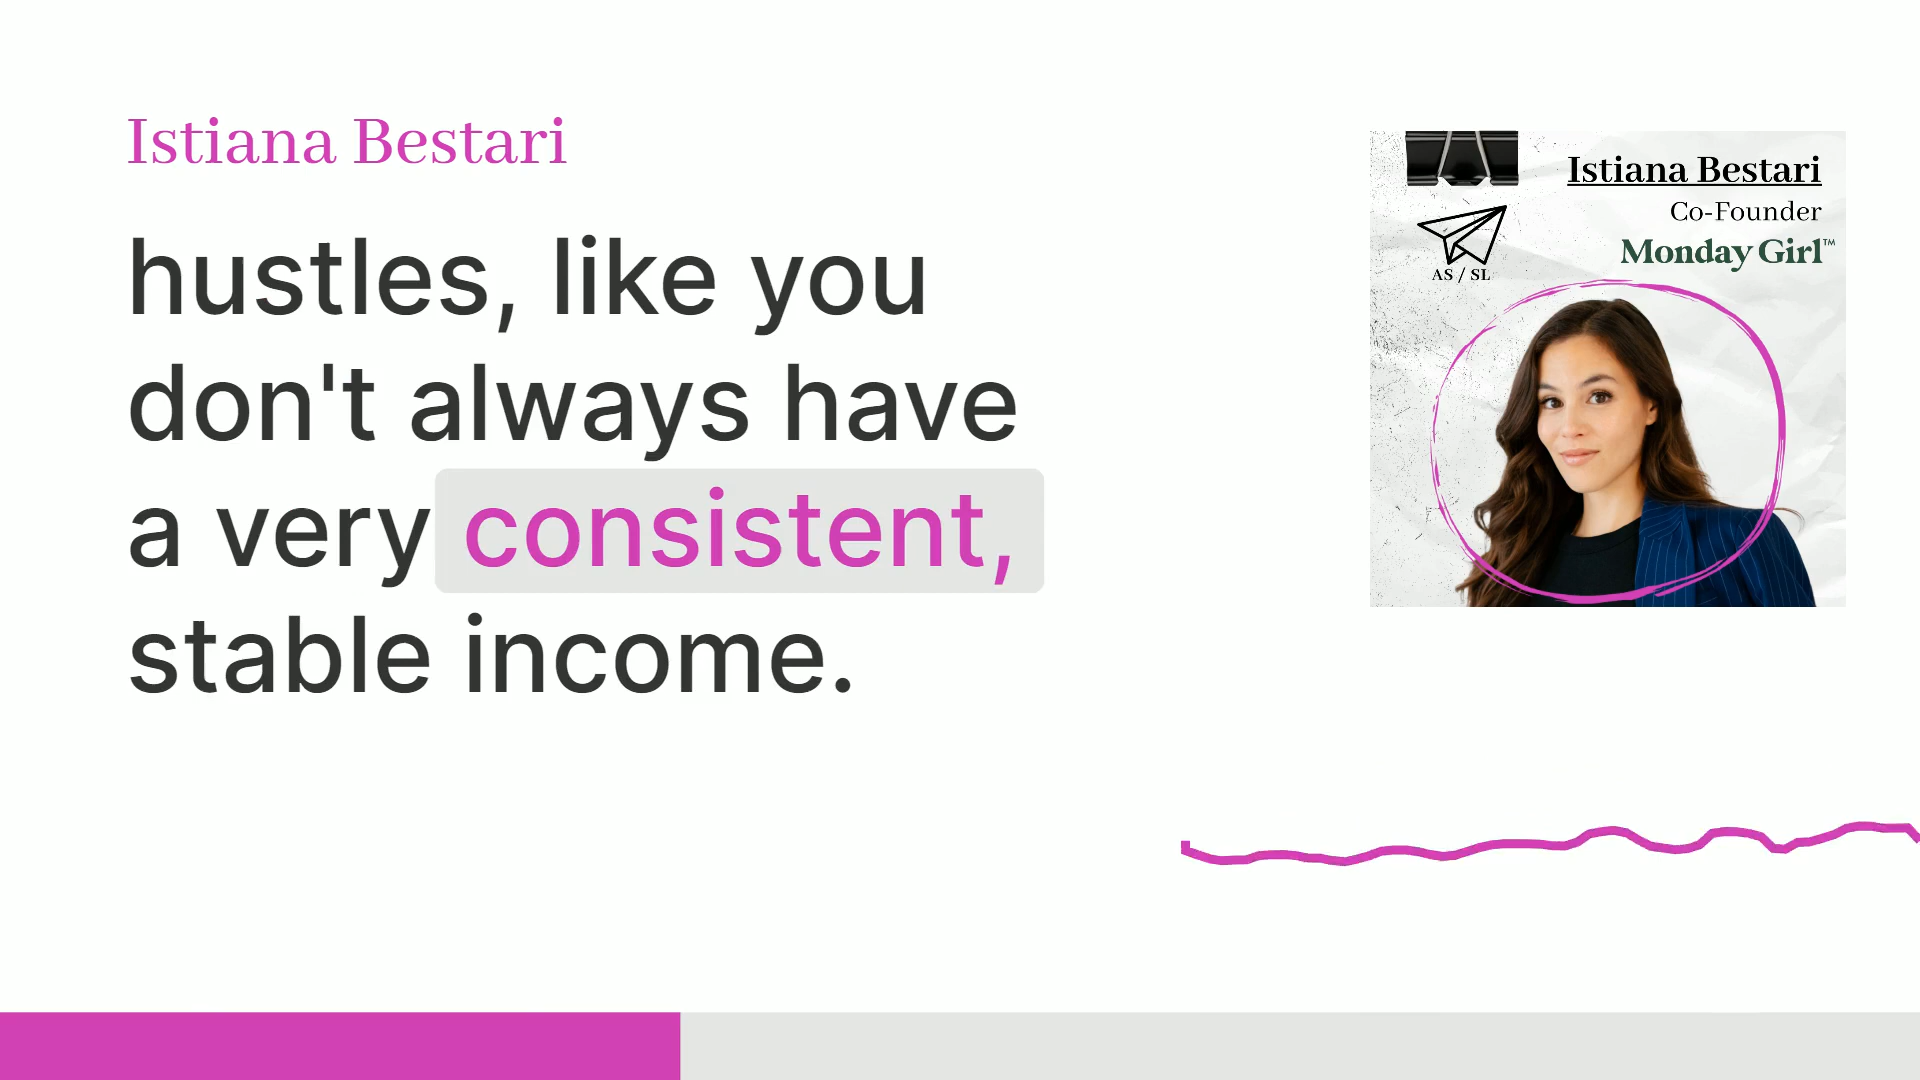 Istiana Bestari
hustles, like you
don't always have
a very consistent,
stable income.
Istiana Bestari
Co-Founder
Monday Girl™
AS / SL